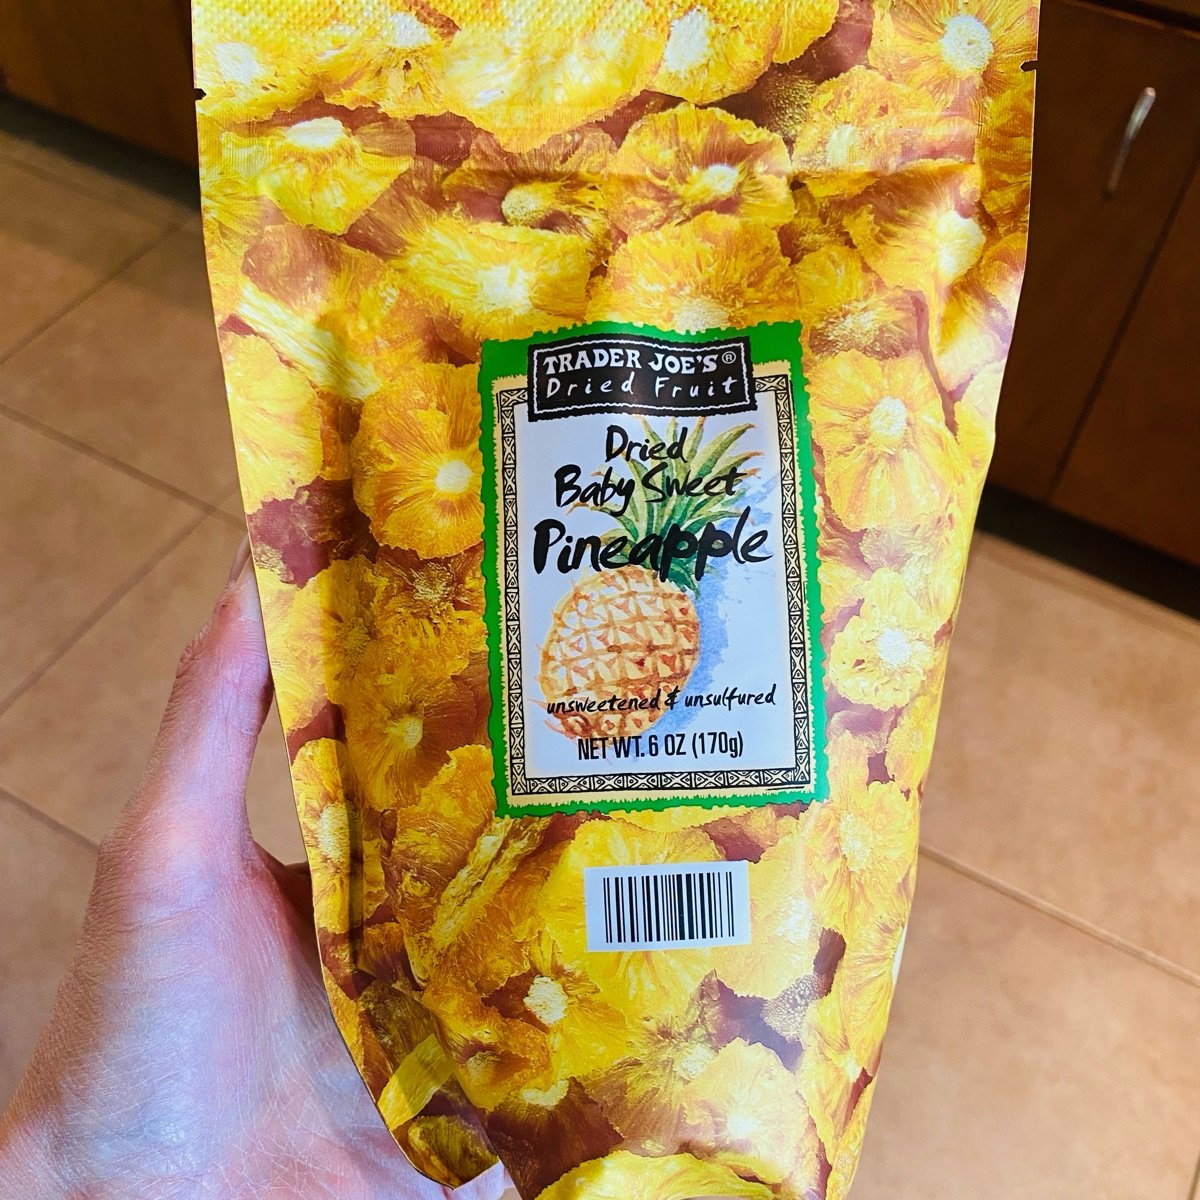 TRADER JOE'S®
Dried Fruit
Dried
Baby Sweet
Pineapple
unsweetened & unsulfured
NET WT. 6 OZ (170g)